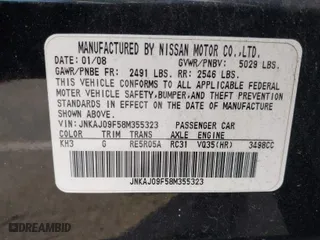 MANUFACTURED BY NISSAN MOTOR CO., LTD.
DATE: 01/08 GVWR/PNBV: 5029 LBS.
GAWR/PNBE FR: 2491 LBS. RR: 2546 LBS.
THIS VEHICLE CONFORMS TO ALL APPLICABLE FEDERAL
MOTOR VEHICLE SAFETY, BUMPER, AND THEFT PREVENTION
STANDARDS IN EFFECT ON THE DATE OF MANUFACTURE
SHOWN ABOVE.
VIN: JNKAJ09F58M355323 PASSENGER CAR
COLOR TRIM TRANS AXLE ENGINE
KH3 G RE5R05A RC31 VQ35(HR) 3498CC
JNKAJ09F58M355323